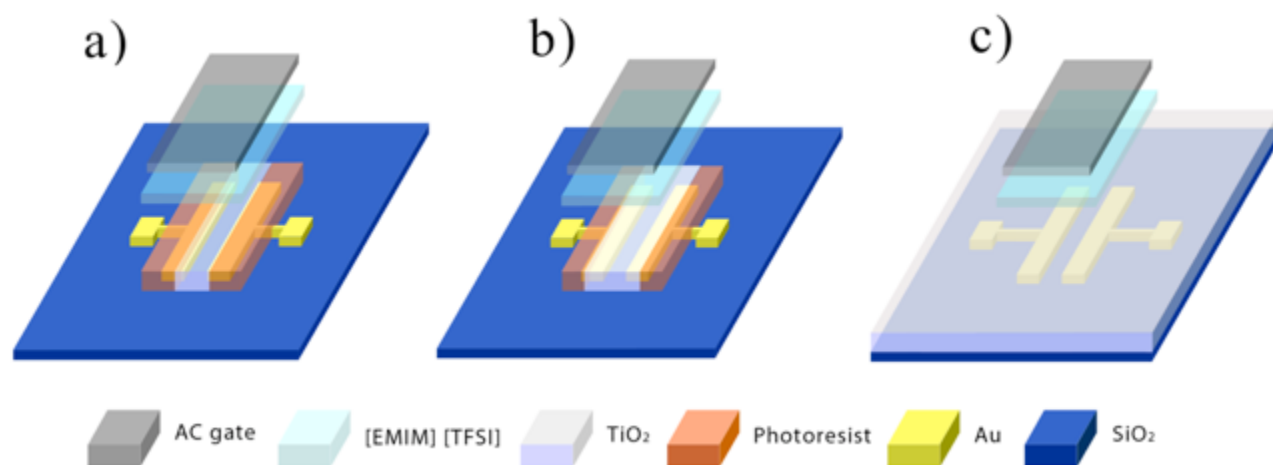 a) b) c)
AC gate [EMIM] [TFSI] TiO₂ Photoresist Au SiO₂